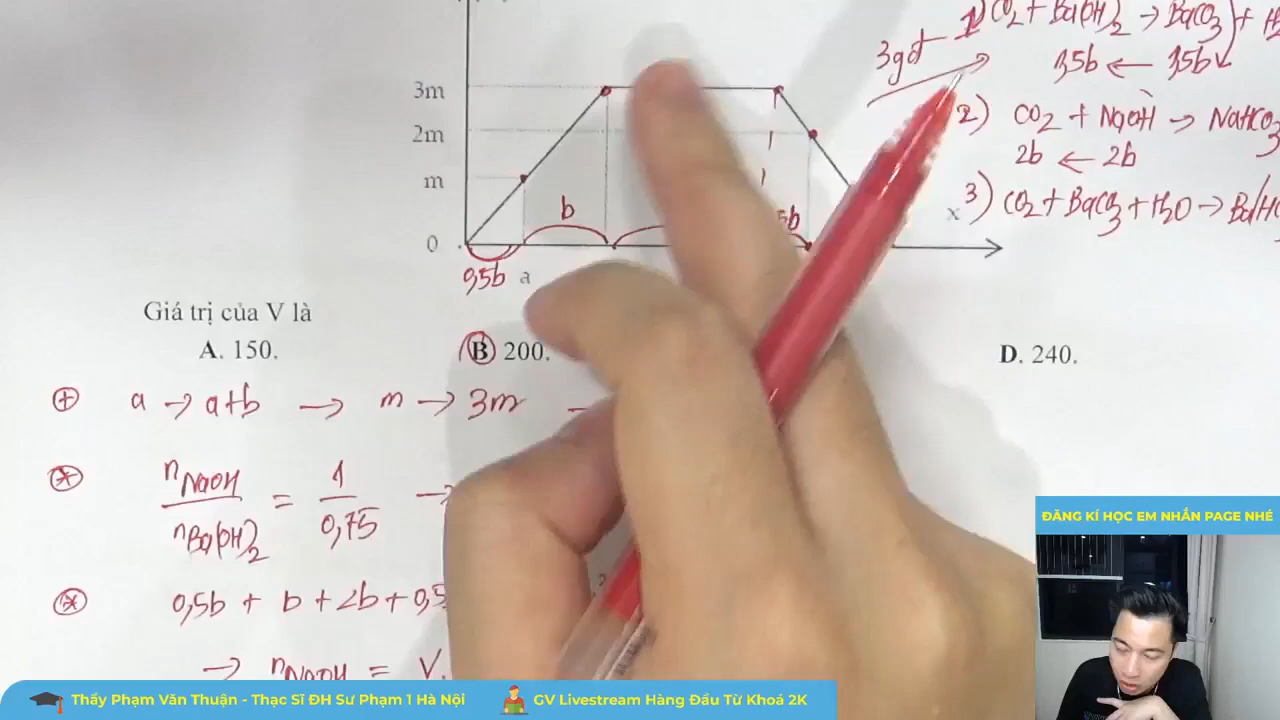 1) CO2 + Ba(OH)2 → BaCO3 +
3gđ
3,5b ← 3,5b
3m
2m
m
0
b
x
0,5b
a
2) CO2 + NaOH → NaHCO3
2b ← 2b
3) CO2 + BaCO3 + H2O →
Giá trị của V là
A. 150.
B 200.
D. 240.
a → a+b → m → 3m
nNaOH / nBa(OH)2 = 1 / 0,75 →
0,5b + b + 2b + 0,5
→ nNaOH = V.
ĐĂNG KÍ HỌC EM NHẮN PAGE NHÉ
Thầy Phạm Văn Thuận - Thạc Sĩ ĐH Sư Phạm 1 Hà Nội
GV Livestream Hàng Đầu Từ Khoá 2K